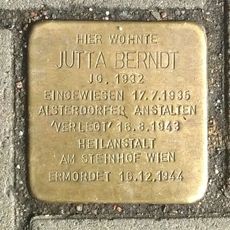 HIER WOHNTE
JUTTA BERNDT
JG. 1932
EINGEWIESEN 17.7.1935
ALSTERDORFER ANSTALTEN
'VERLEGT' 16.8.1943
HEILANSTALT
AM STEINHOF WIEN
ERMORDET 16.12.1944